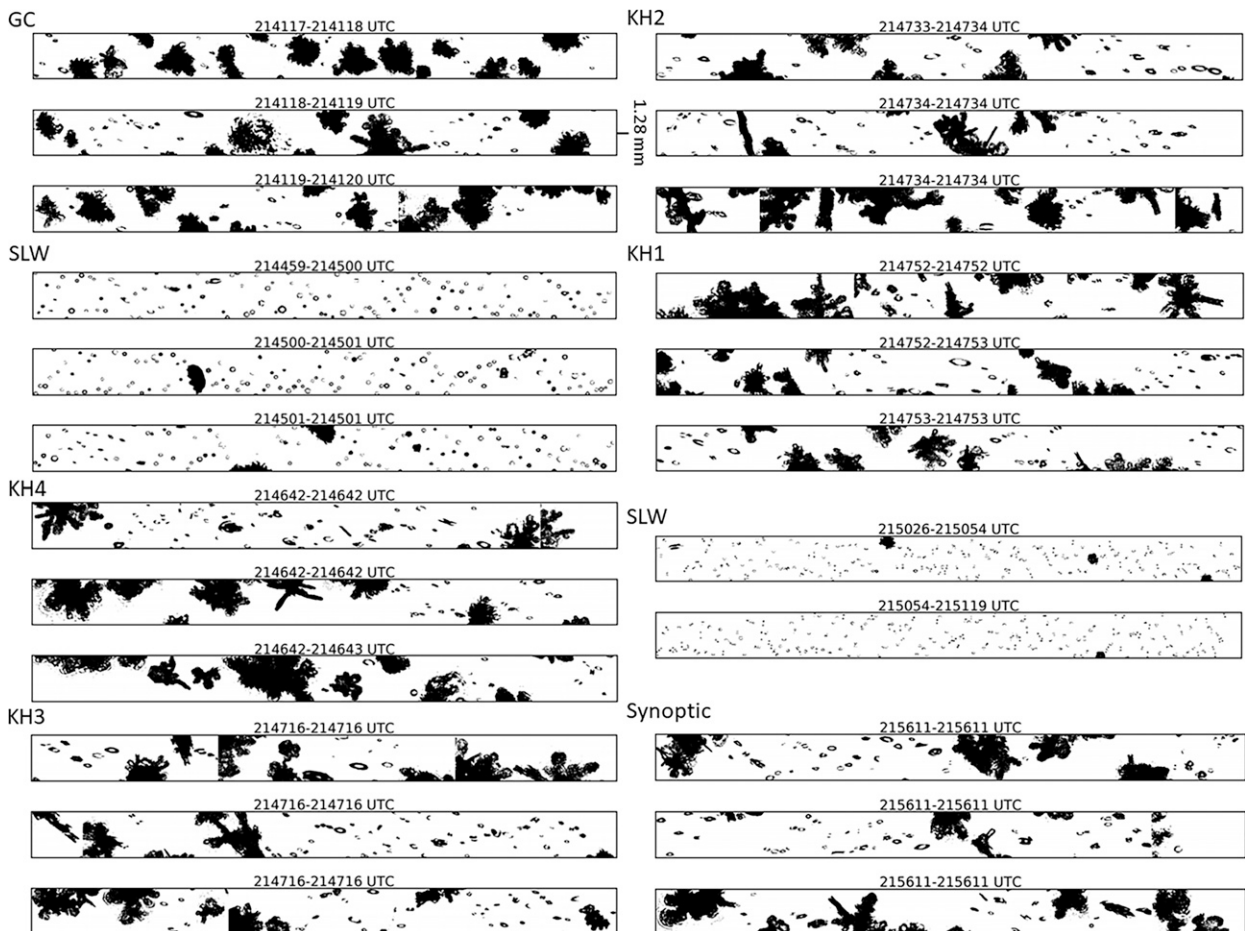 GC
214117-214118 UTC
214118-214119 UTC
1.28 mm
214119-214120 UTC
SLW
214459-214500 UTC
214500-214501 UTC
214501-214501 UTC
KH4
214642-214642 UTC
214642-214642 UTC
214642-214643 UTC
KH3
214716-214716 UTC
214716-214716 UTC
214716-214716 UTC
KH2
214733-214734 UTC
214734-214734 UTC
214734-214734 UTC
KH1
214752-214752 UTC
214752-214753 UTC
214753-214753 UTC
SLW
215026-215054 UTC
215054-215119 UTC
Synoptic
215611-215611 UTC
215611-215611 UTC
215611-215611 UTC